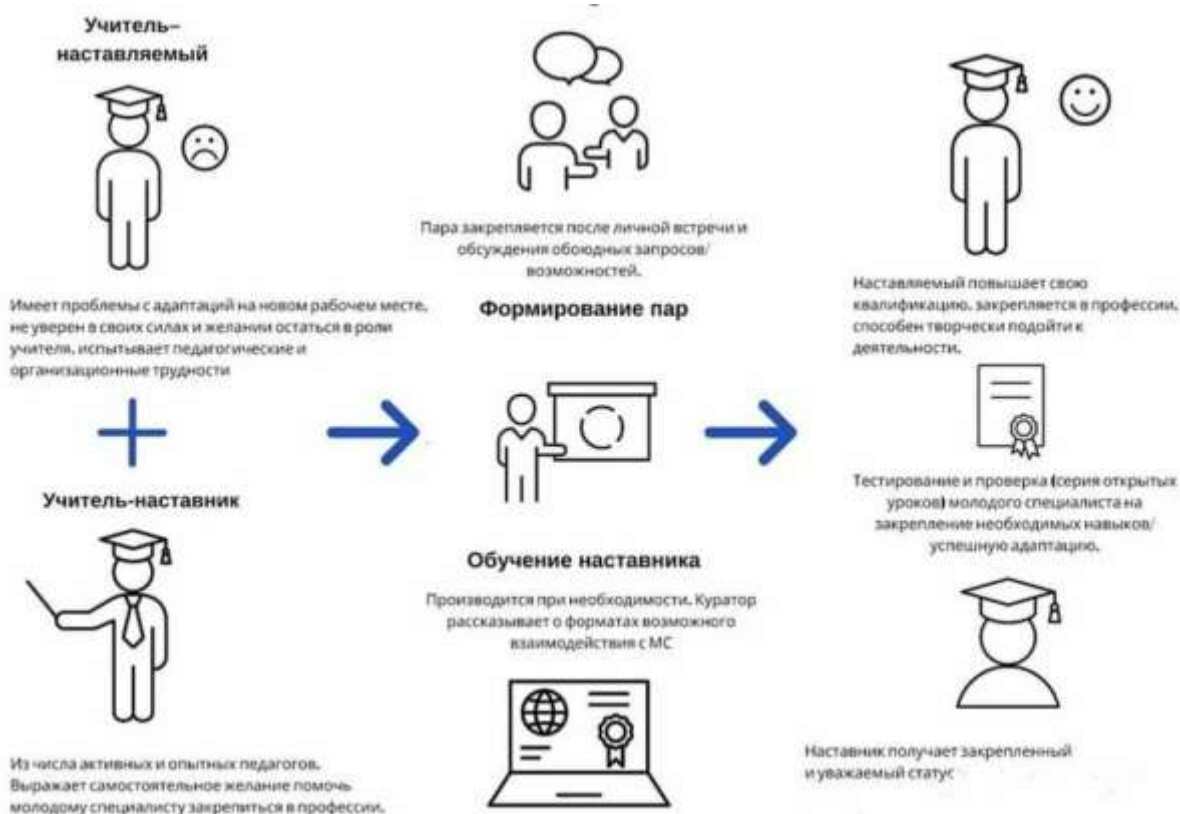 Учитель–
наставляемый
Имеет проблемы с адаптаций на новом рабочем месте,
не уверен в своих силах и желании остаться в роли
учителя, испытывает педагогические и
организационные трудности
Учитель-наставник
Из числа активных и опытных педагогов.
Выражает самостоятельное желание помочь
молодому специалисту закрепиться в профессии.
Пара закрепляется после личной встречи и
обсуждения обоюдных запросов/
возможностей.
Формирование пар
Обучение наставника
Производится при необходимости. Куратор
рассказывает о форматах возможного
взаимодействия с МС
Наставляемый повышает свою
квалификацию, закрепляется в профессии,
способен творчески подойти к
деятельности.
Тестирование и проверка (серия открытых
уроков) молодого специалиста на
закрепление необходимых навыков/
успешную адаптацию.
Наставник получает закрепленный
и уважаемый статус